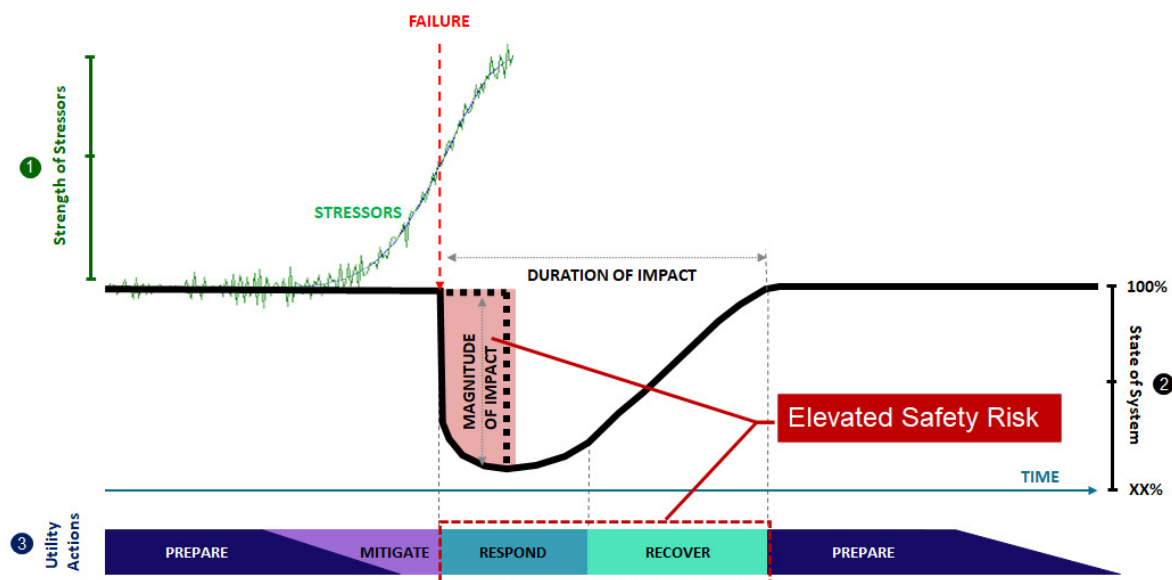 FAILURE
1
Strength of Stressors
STRESSORS
DURATION OF IMPACT
100%
MAGNITUDE
OF IMPACT
State of System
2
Elevated Safety Risk
TIME
XX%
3
Utility
Actions
PREPARE
MITIGATE
RESPOND
RECOVER
PREPARE